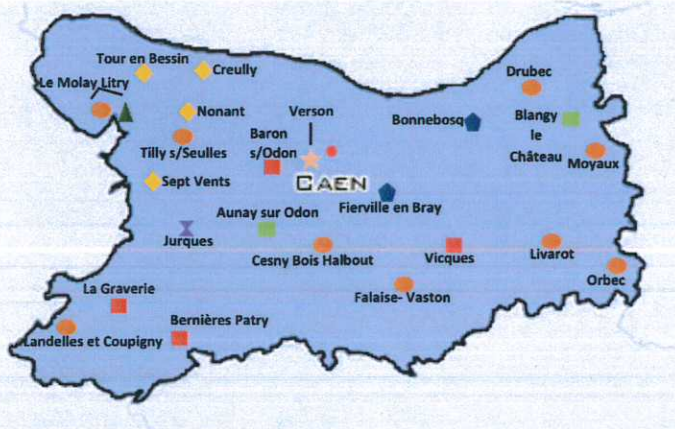 Tour en Bessin
Creully
Le Molay Litry
Drubec
Nonant
Verson
Bonnebosq
Blangy
le
Château
Tilly s/Seulles
Baron
s/Odon
Moyaux
CAEN
Sept Vents
Aunay sur Odon
Fierville en Bray
Jurques
Cesny Bois Halbout
Vicques
Livarot
Orbec
La Graverie
Falaise- Vaston
Bernières Patry
Landelles et Coupigny